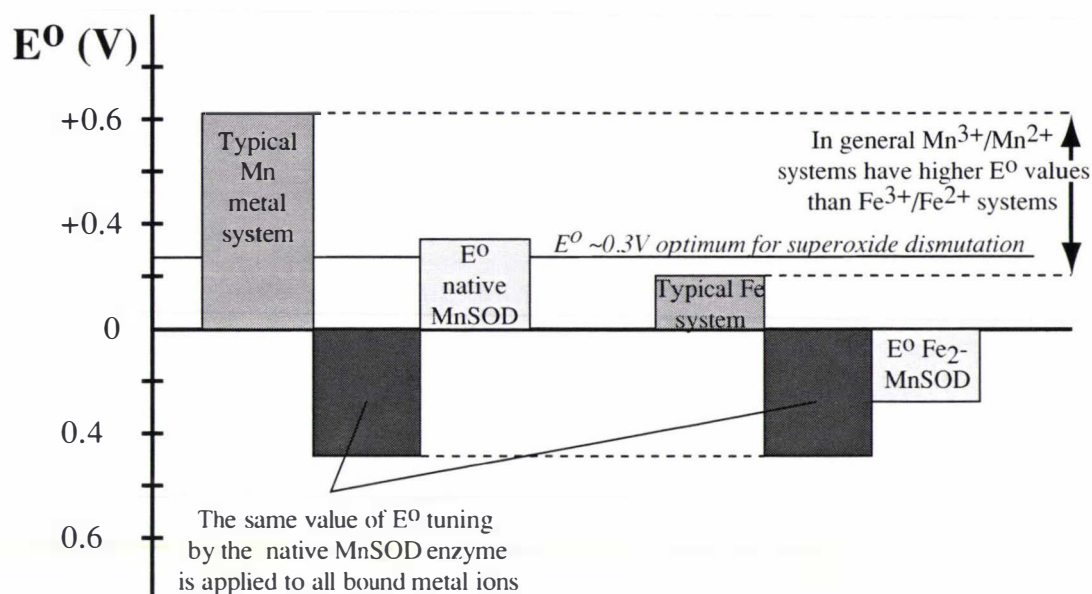 E⁰ (V)
+0.6
+0.4
0
0.4
0.6
Typical
Mn
metal
system
E⁰
native
MnSOD
E⁰ ~0.3V optimum for superoxide dismutation
In general Mn³⁺/Mn²⁺
systems have higher E⁰ values
than Fe³⁺/Fe²⁺ systems
Typical Fe
system
E⁰ Fe₂-
MnSOD
The same value of E⁰ tuning
by the native MnSOD enzyme
is applied to all bound metal ions